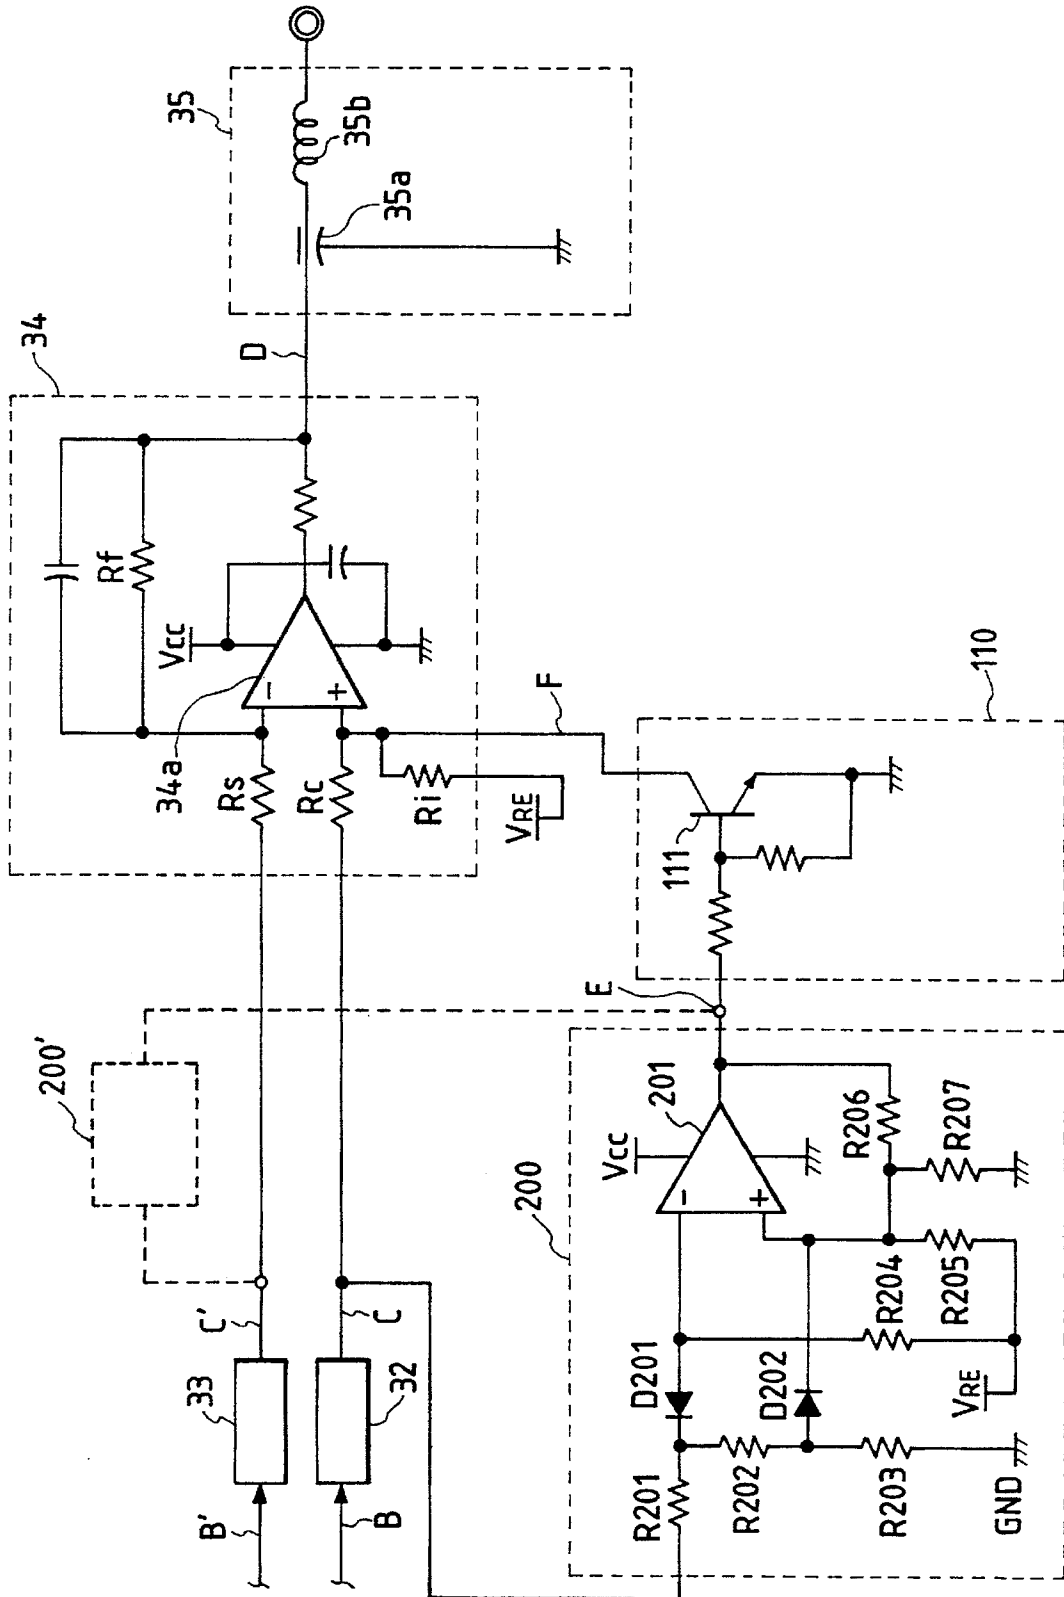 35
35b
35a
34
D
Rf
Vcc
34a
Rs
Rc
Ri
VRE
F
110
111
E
200'
200
201
Vcc
R206
R207
R204
R205
D201
D202
VRE
R201
R202
R203
GND
C'
C
33
32
B'
B